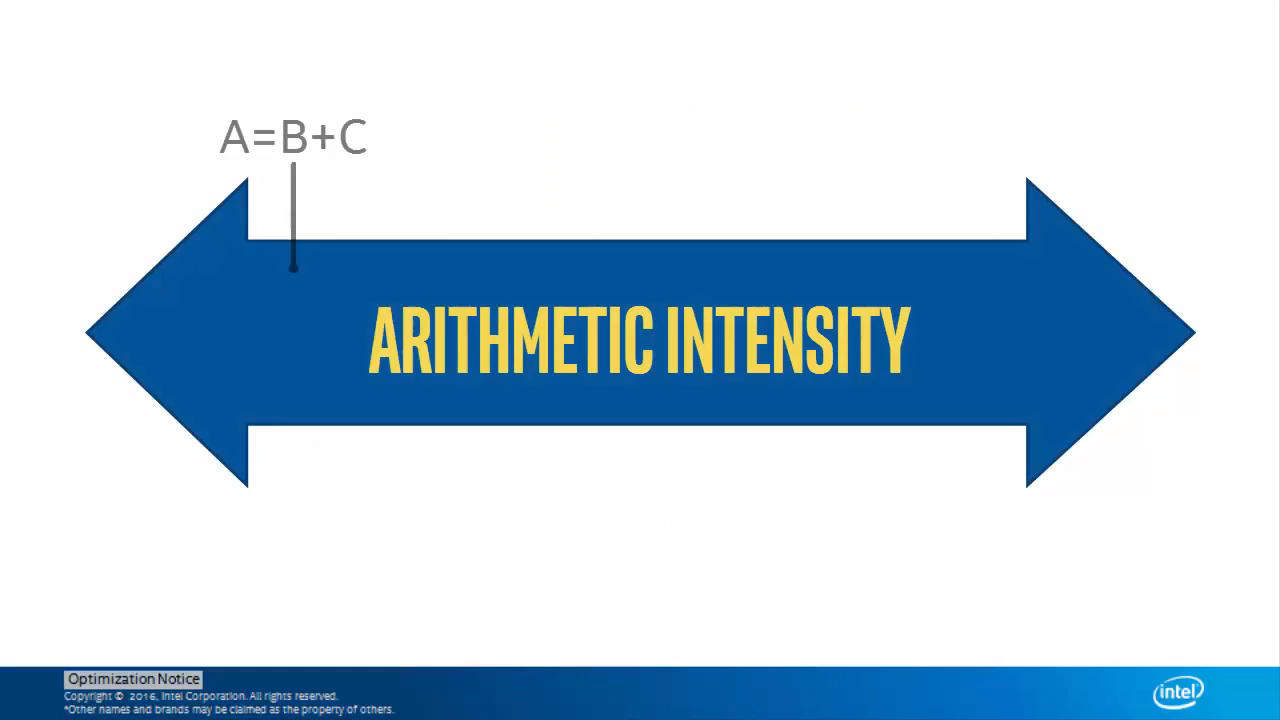 A=B+C
ARITHMETIC INTENSITY
Optimization Notice
Copyright © 2016, Intel Corporation. All rights reserved.
*Other names and brands may be claimed as the property of others.
intel